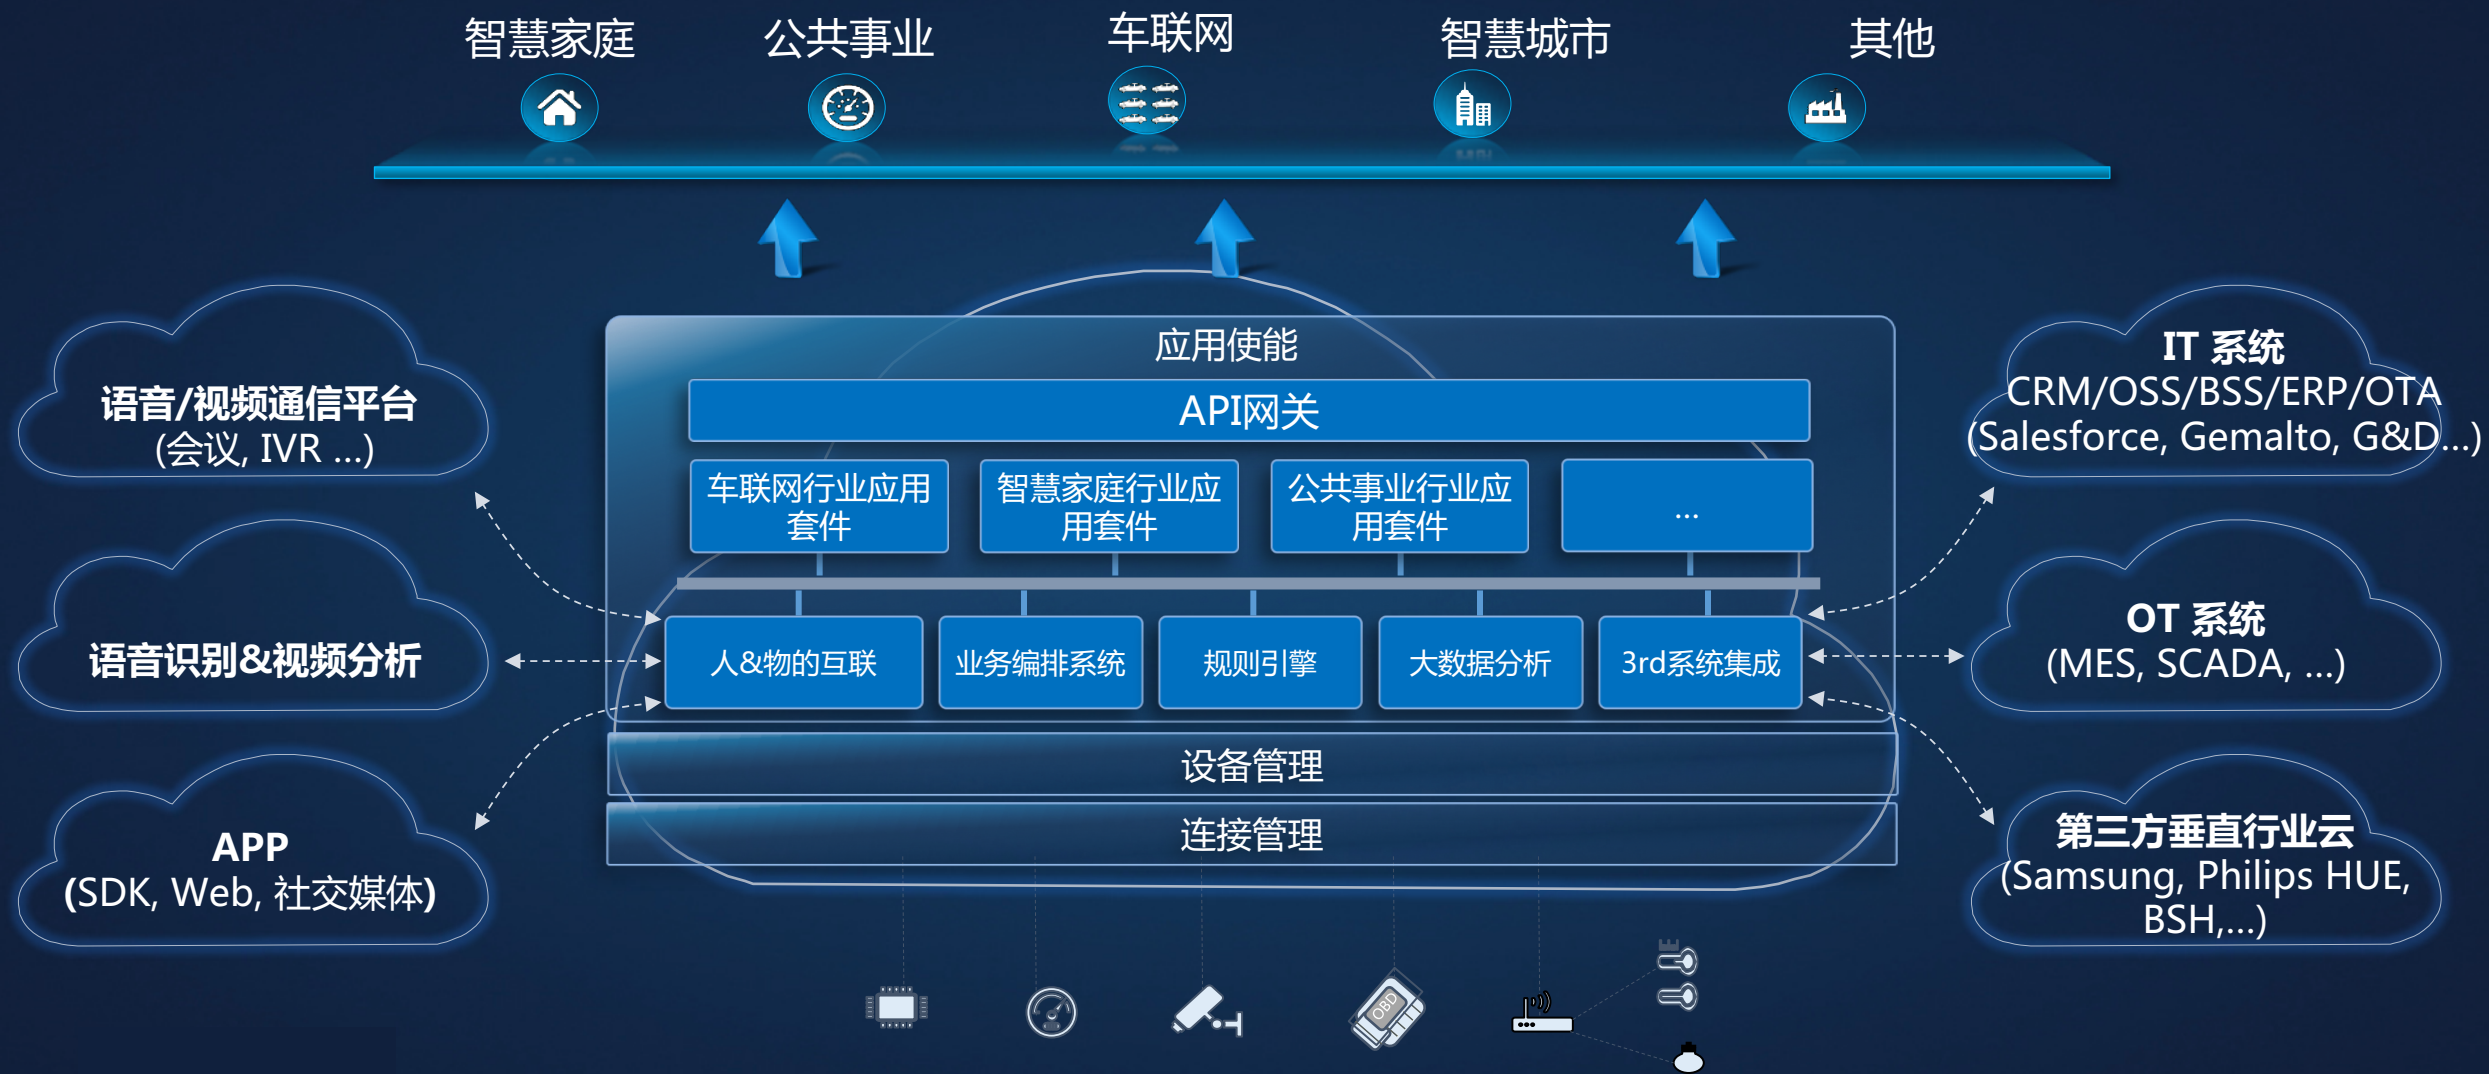 智慧家庭
公共事业
车联网
智慧城市
其他
应用使能
API网关
车联网行业应用
套件
智慧家庭行业应
用套件
公共事业行业应
用套件
...
人&物的互联
业务编排系统
规则引擎
大数据分析
3rd系统集成
设备管理
连接管理
语音/视频通信平台
(会议, IVR ...)
语音识别&视频分析
APP
(SDK, Web, 社交媒体)
IT 系统
CRM/OSS/BSS/ERP/OTA
(Salesforce, Gemalto, G&D...)
OT 系统
(MES, SCADA, ...)
第三方垂直行业云
(Samsung, Philips HUE,
BSH,...)
OBD